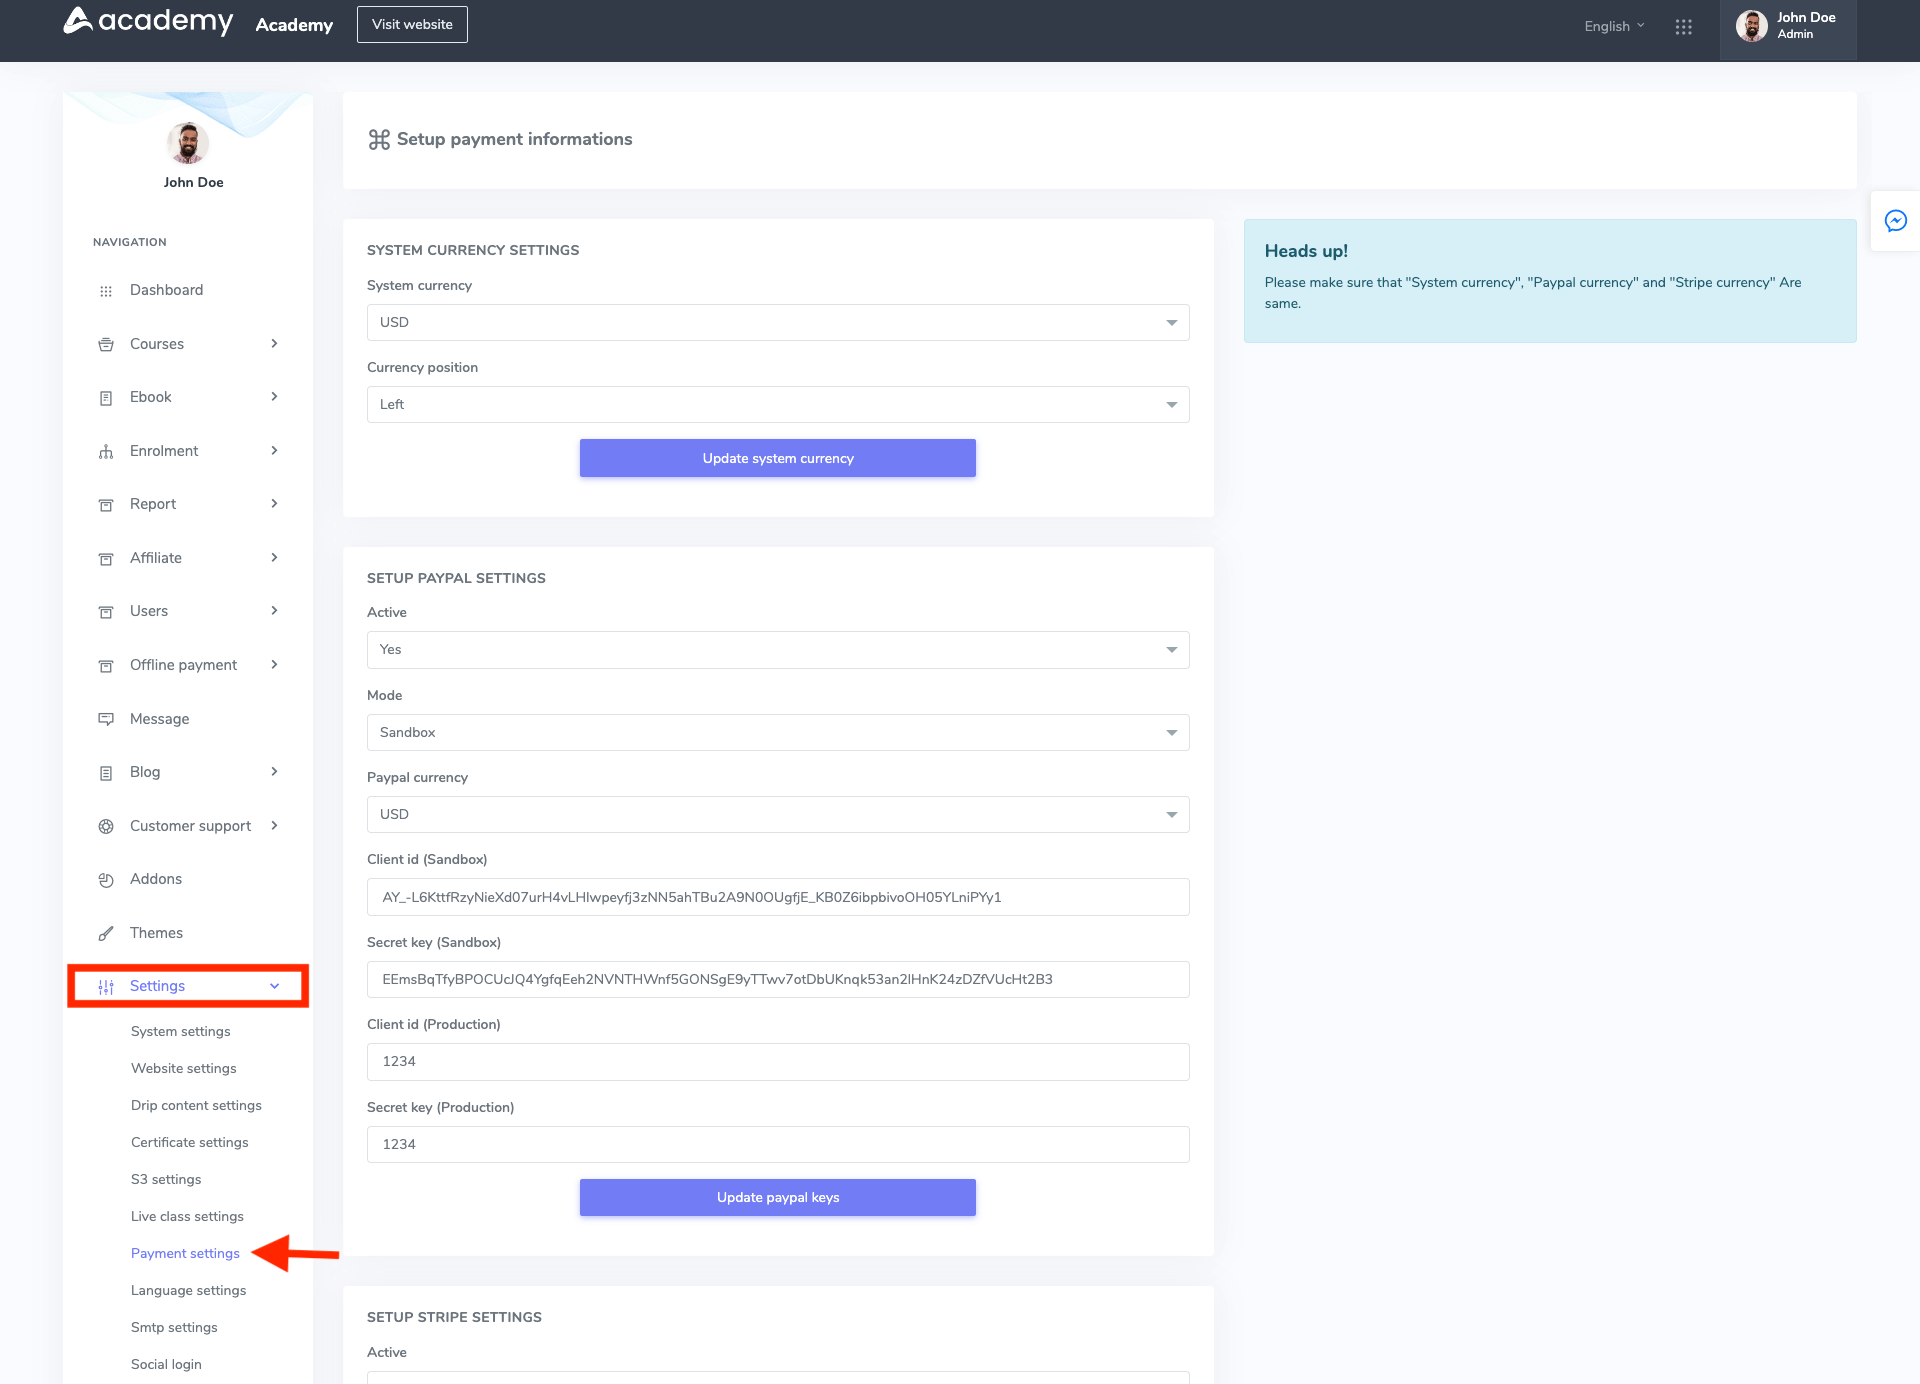 academy
Academy
Visit website
English
John Doe
Admin
John Doe
NAVIGATION
Dashboard
Courses
Ebook
Enrolment
Report
Affiliate
Users
Offline payment
Message
Blog
Customer support
Addons
Themes
Settings
System settings
Website settings
Drip content settings
Certificate settings
S3 settings
Live class settings
Payment settings
Language settings
Smtp settings
Social login
Setup payment informations
SYSTEM CURRENCY SETTINGS
System currency
USD
Currency position
Left
Update system currency
SETUP PAYPAL SETTINGS
Active
Yes
Mode
Sandbox
Paypal currency
USD
Client id (Sandbox)
AY_-L6KttfRzyNieXd07urH4vLHlwpeyfj3zNN5ahTBu2A9N0OUgfjE_KB0Z6ibpbivoOH05YLniPYy1
Secret key (Sandbox)
EEmsBqTfyBPOCUcJQ4YgfqEeh2NVNTHWnf5GONSgE9yTTwv7otDbUKnqk53an2lHnK24zDZfVUcHt2B3
Client id (Production)
1234
Secret key (Production)
1234
Update paypal keys
SETUP STRIPE SETTINGS
Active
Heads up!
Please make sure that "System currency", "Paypal currency" and "Stripe currency" Are
same.